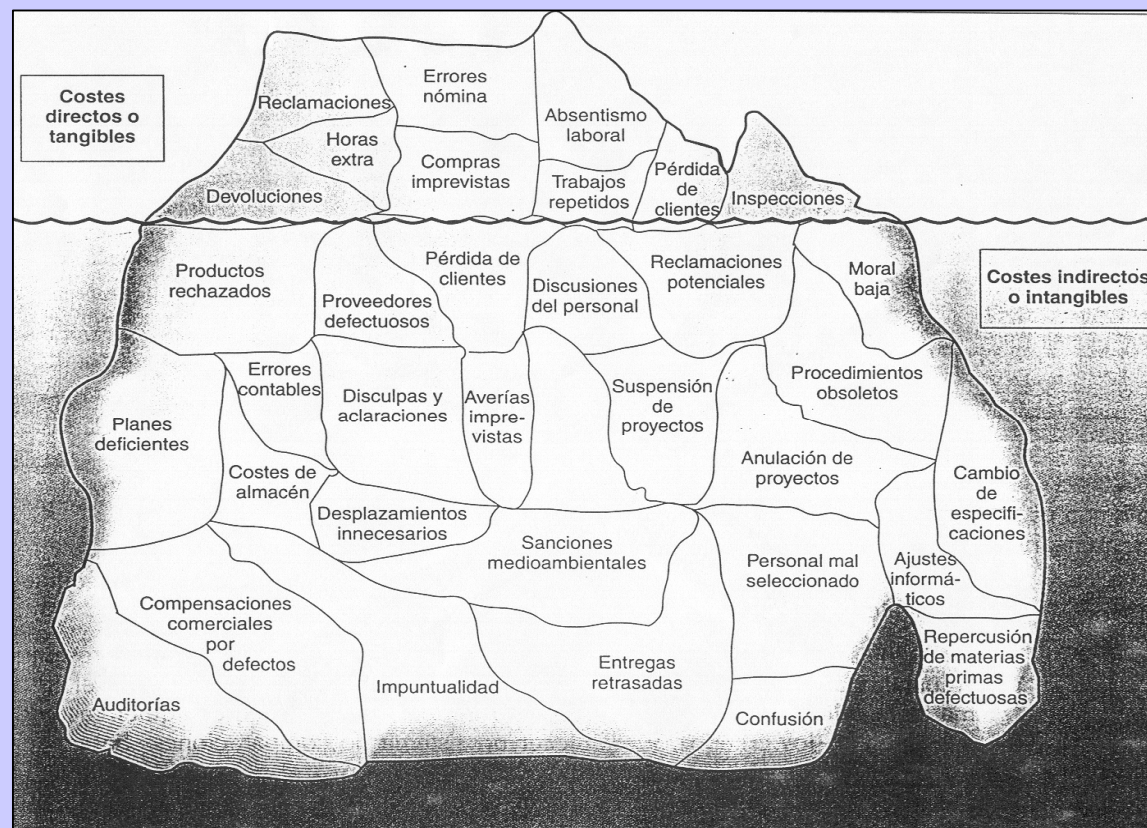 Costes
directos o
tangibles
Reclamaciones
Errores
nómina
Absentismo
laboral
Horas
extra
Devoluciones
Compras
imprevistas
Trabajos
repetidos
Pérdida
de
clientes
Inspecciones
Costes indirectos
o intangibles
Productos
rechazados
Proveedores
defectuosos
Pérdida de
clientes
Discusiones
del personal
Reclamaciones
potenciales
Moral
baja
Planes
deficientes
Errores
contables
Disculpas y
aclaraciones
Averías
impre-
vistas
Suspensión
de
proyectos
Procedimientos
obsoletos
Costes de
almacén
Desplazamientos
innecesarios
Anulación de
proyectos
Cambio
de
especifi-
caciones
Sanciones
medioambientales
Personal mal
seleccionado
Ajustes
informá-
ticos
Compensaciones
comerciales
por
defectos
Auditorías
Impuntualidad
Entregas
retrasadas
Confusión
Repercusión
de materias
primas
defectuosas